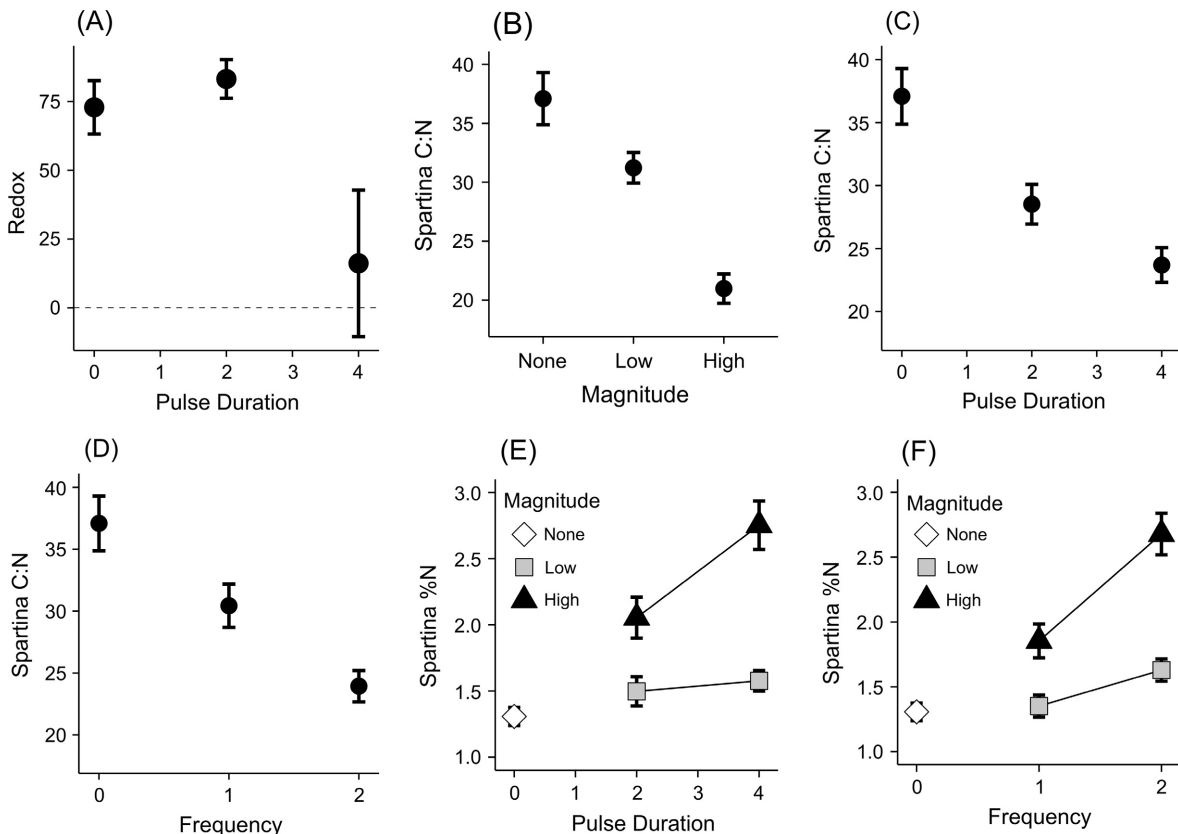 (A)
Redox
75
50
25
0
0 1 2 3 4
Pulse Duration
(B)
Spartina C:N
40
35
30
25
20
None Low High
Magnitude
(C)
Spartina C:N
40
35
30
25
20
0 1 2 3 4
Pulse Duration
(D)
Spartina C:N
40
35
30
25
20
0 1 2
Frequency
(E)
Spartina %N
3.0
2.5
2.0
1.5
1.0
Magnitude
None
Low
High
0 1 2 3 4
Pulse Duration
(F)
Spartina %N
3.0
2.5
2.0
1.5
1.0
Magnitude
None
Low
High
0 1 2
Frequency